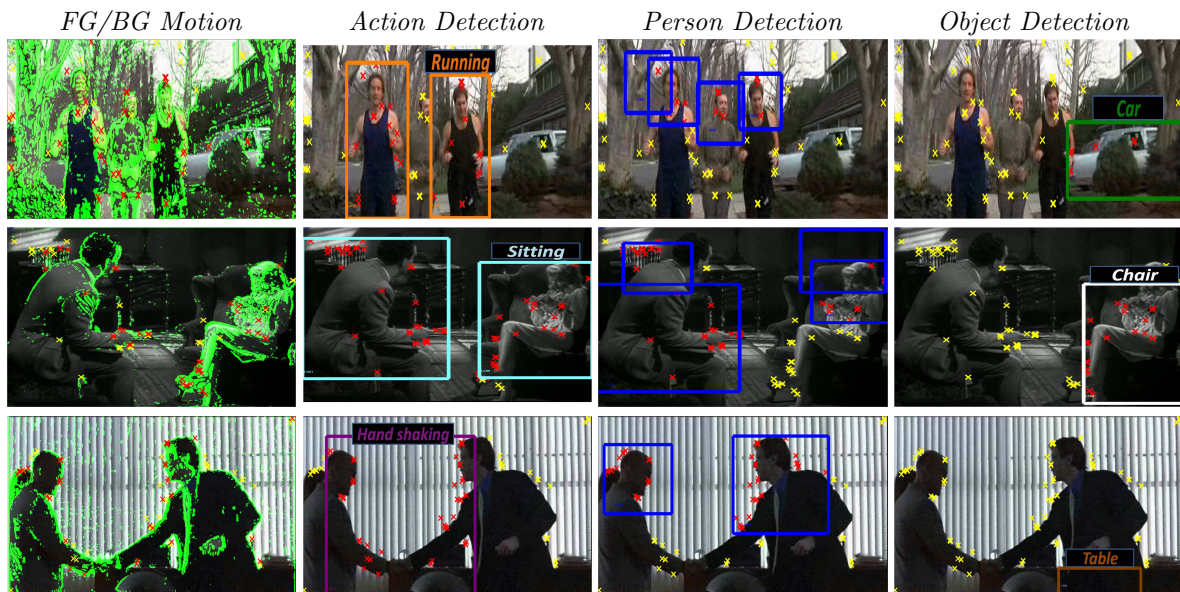 FG/BG Motion
Action Detection
Person Detection
Object Detection
Running
Car
Sitting
Chair
Hand shaking
Table